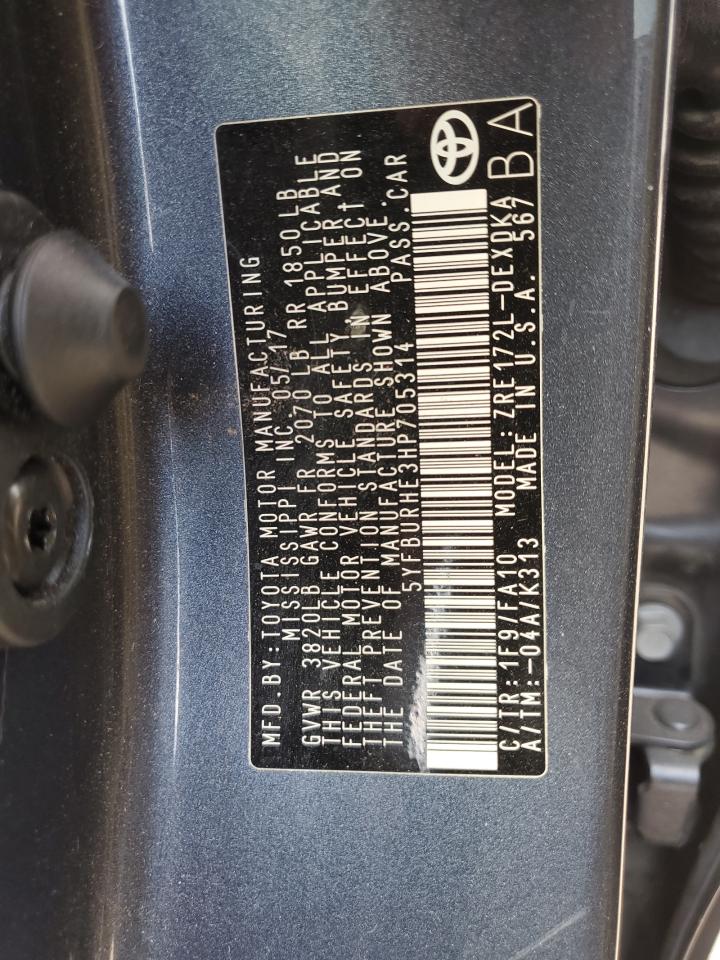 MFD.BY:TOYOTA MOTOR MANUFACTURING
MISSISSIPPI INC. 05/17
GVWR 3820LB GAWR FR 2070 LB RR 1850 LB
THIS VEHICLE CONFORMS TO ALL APPLICABLE
FEDERAL MOTOR VEHICLE SAFETY BUMPER AND
THEFT PREVENTION STANDARDS IN EFFECT ON
THE DATE OF MANUFACTURE SHOWN ABOVE.
5YFBURHE3HP705314 PASS.CAR
C/TR:1F9/FA10 MODEL:ZRE172L-DEXDKA
A/TM:-04A/K313 MADE IN U.S.A. 567
BA